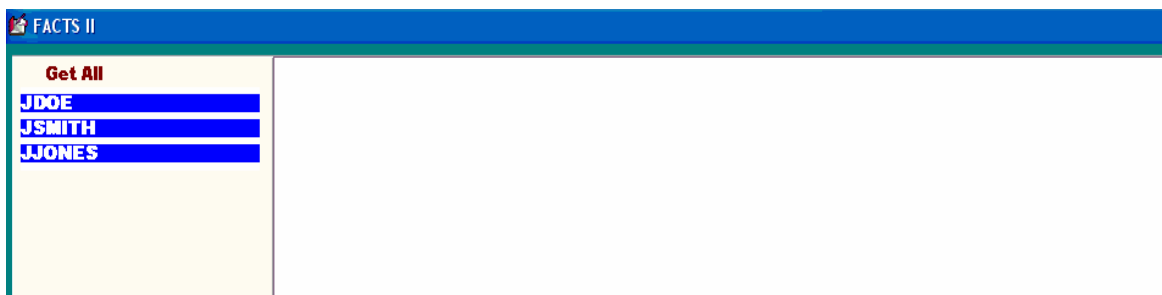 FACTS II
Get All
JDOE
JSMITH
JJONES